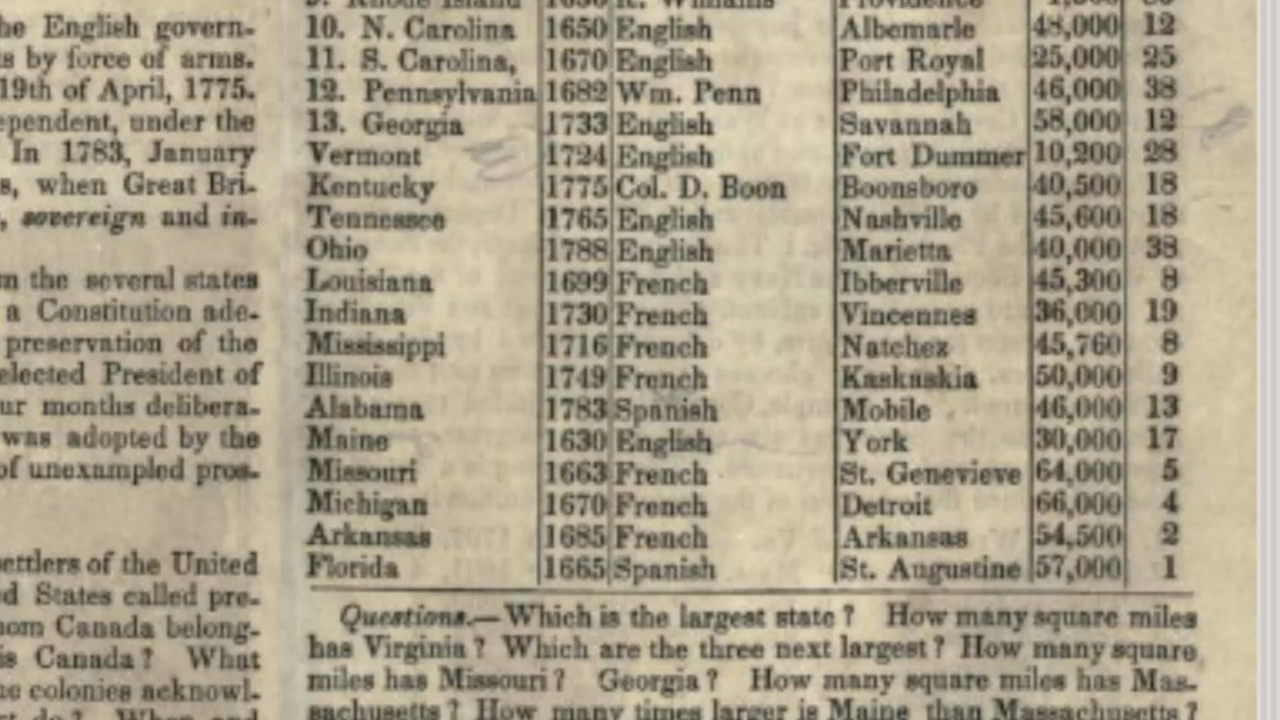 he English govern-
s by force of arms.
19th of April, 1775.
ependent, under the
In 1783, January
s, when Great Bri-
, sovereign and in-
m the several states
a Constitution ade-
preservation of the
elected President of
ur months delibera-
was adopted by the
of unexampled pros-
settlers of the United
ed States called pre-
nom Canada belong-
is Canada? What
ne colonies acknowl-
9. Rhode Island 1636 R. Williams Providence
10. N. Carolina 1650 English Albemarle 48,000 12
11. S. Carolina, 1670 English Port Royal 25,000 25
12. Pennsylvania 1682 Wm. Penn Philadelphia 46,000 38
13. Georgia 1733 English Savannah 58,000 12
Vermont 1724 English Fort Dummer 10,200 28
Kentucky 1775 Col. D. Boon Boonsboro 40,500 18
Tennessee 1765 English Nashville 45,600 18
Ohio 1788 English Marietta 40,000 38
Louisiana 1699 French Ibberville 45,300 8
Indiana 1730 French Vincennes 36,000 19
Mississippi 1716 French Natchez 45,760 8
Illinois 1749 French Kaskaskia 50,000 9
Alabama 1783 Spanish Mobile 46,000 13
Maine 1630 English York 30,000 17
Missouri 1663 French St. Genevieve 64,000 5
Michigan 1670 French Detroit 66,000 4
Arkansas 1685 French Arkansas 54,500 2
Florida 1665 Spanish St. Augustine 57,000 1
Questions.—Which is the largest state? How many square miles
has Virginia? Which are the three next largest? How many square
miles has Missouri? Georgia? How many square miles has Mas-
sachusetts? How many times larger is Maine than Massachusetts?